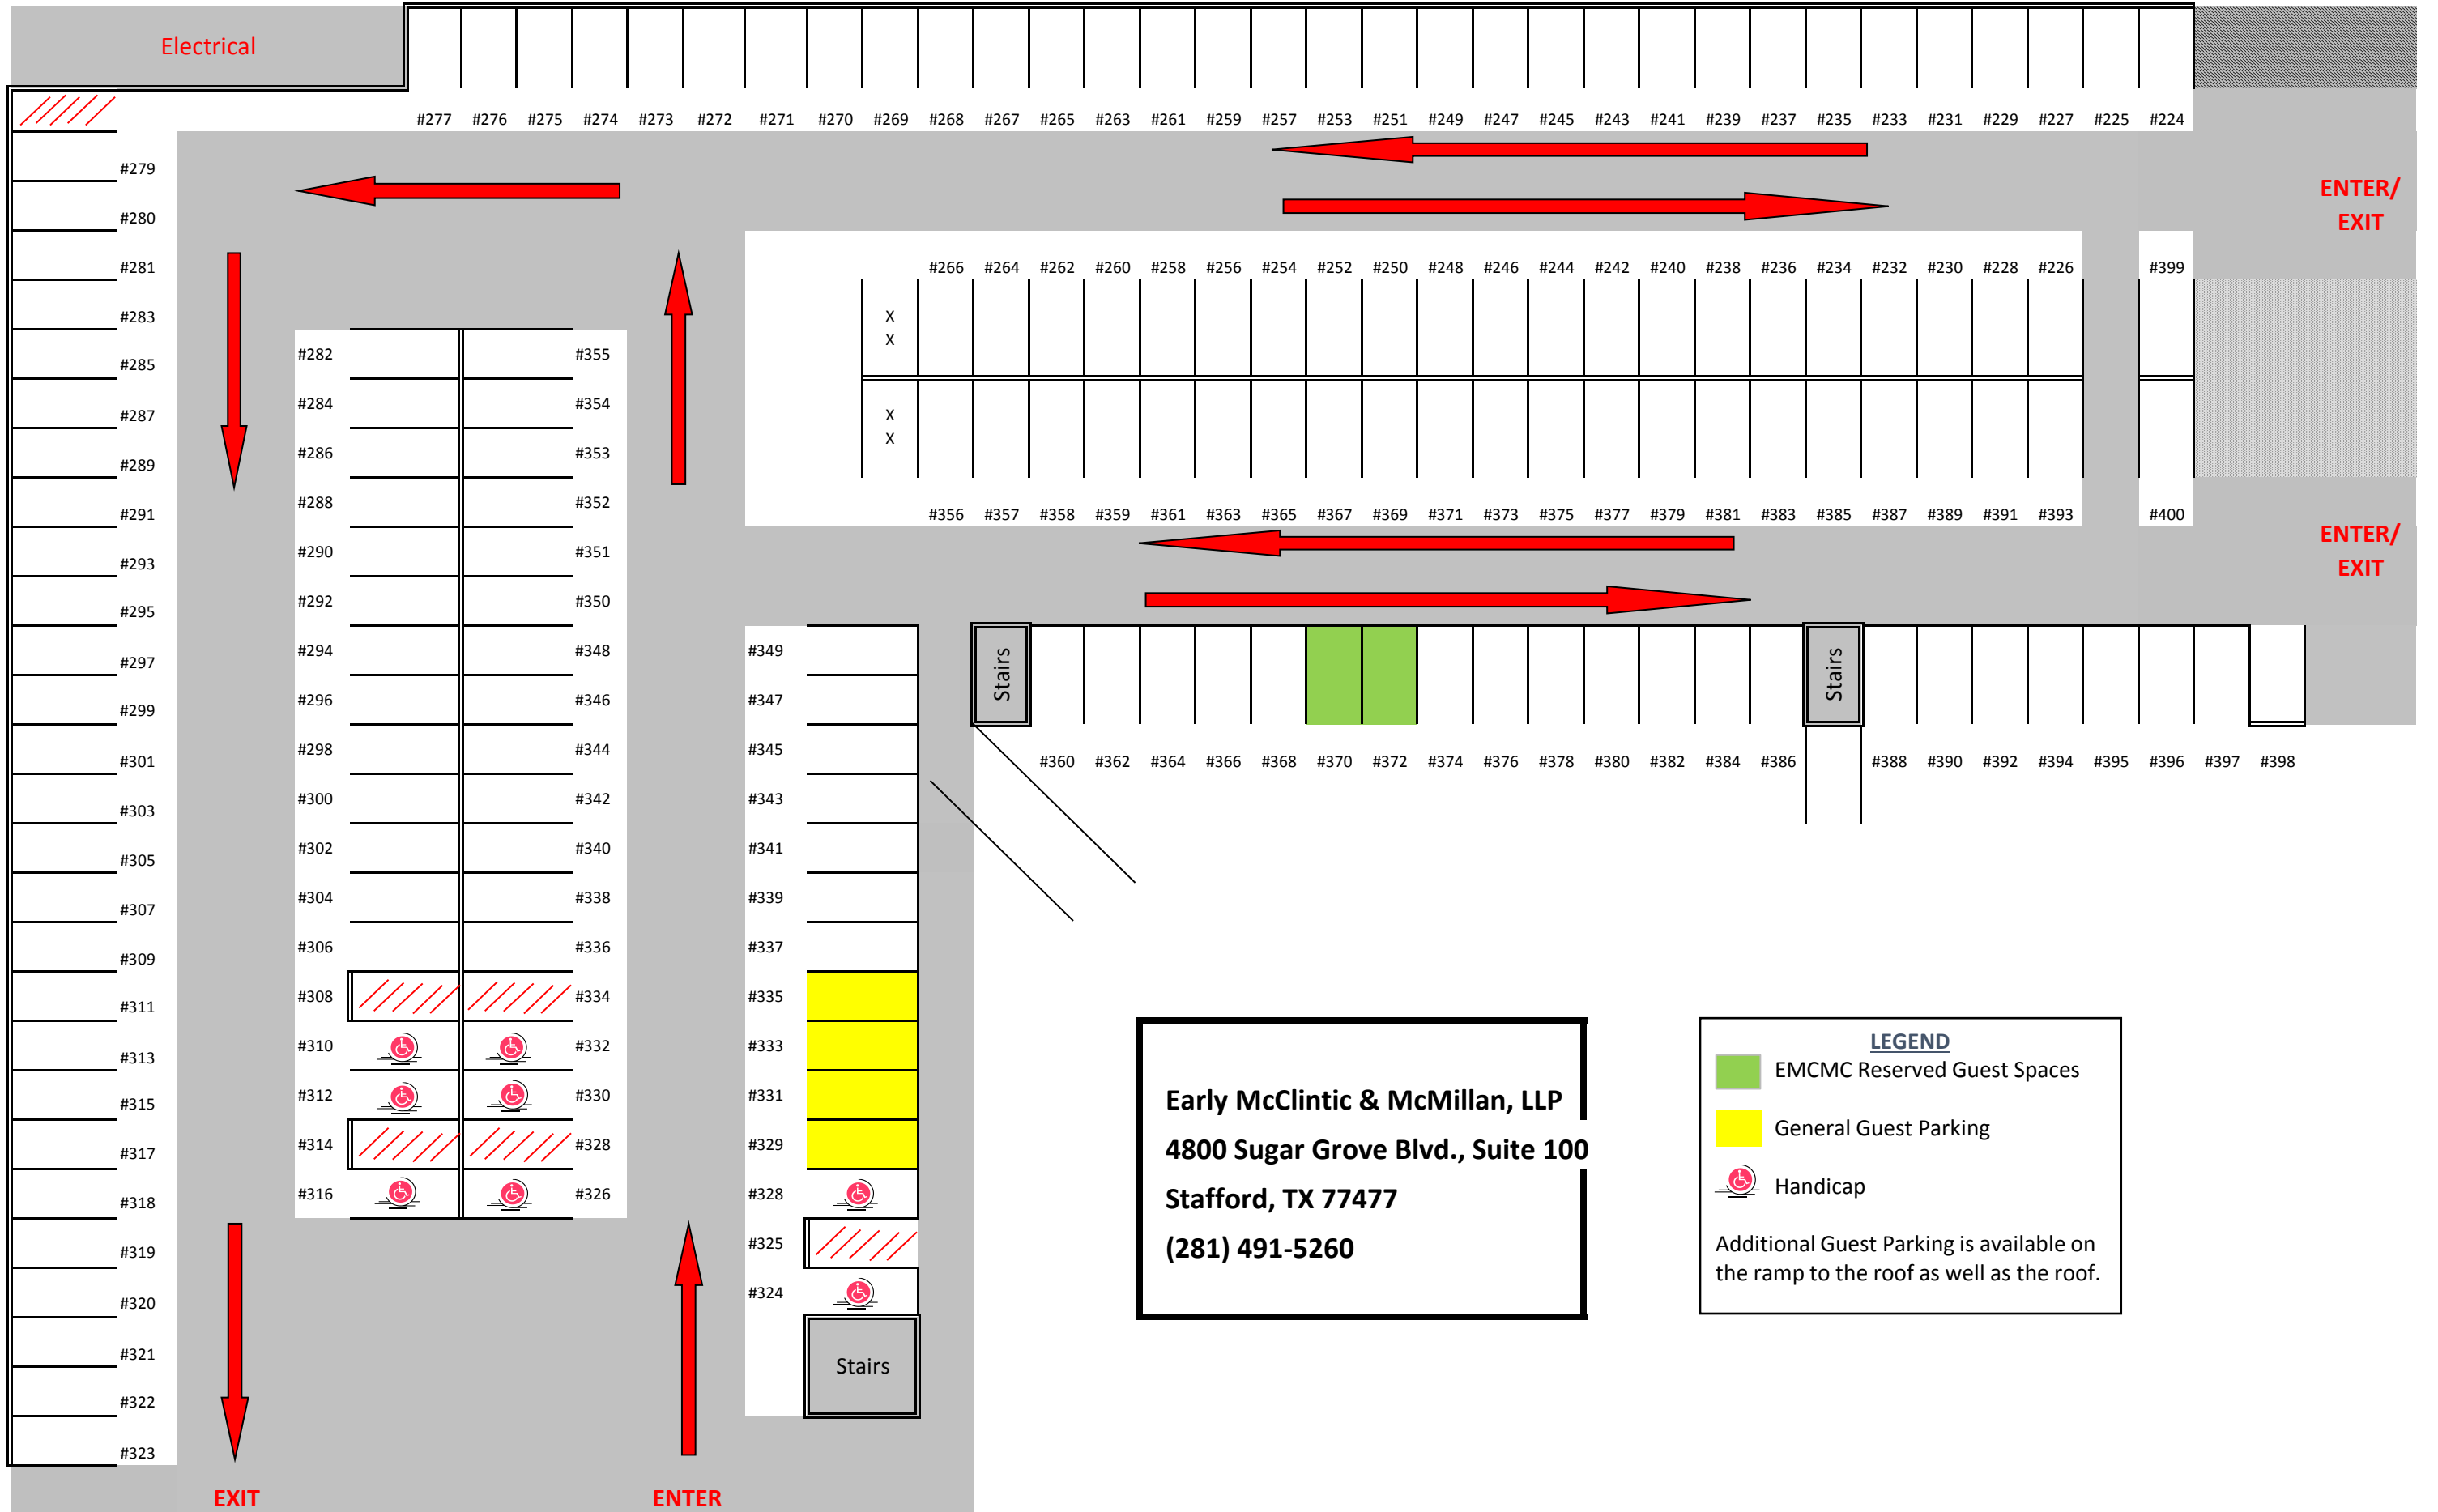 Electrical
#277 #276 #275 #274 #273 #272 #271 #270 #269 #268 #267 #265 #263 #261 #259 #257 #253 #251 #249 #247 #245 #243 #241 #239 #237 #235 #233 #231 #229 #227 #225 #224
#279
#280
#281
#283
#285
#287
#289
#291
#293
#295
#297
#299
#301
#303
#305
#307
#309
#311
#313
#315
#317
#318
#319
#320
#321
#322
#323
#282
#284
#286
#288
#290
#292
#294
#296
#298
#300
#302
#304
#306
#308
#310
#312
#314
#316
#355
#354
#353
#352
#351
#350
#348
#346
#344
#342
#340
#338
#336
#334
#332
#330
#328
#326
EXIT
ENTER
ENTER/
EXIT
#266 #264 #262 #260 #258 #256 #254 #252 #250 #248 #246 #244 #242 #240 #238 #236 #234 #232 #230 #228 #226 #399
X
X
X
X
#356 #357 #358 #359 #361 #363 #365 #367 #369 #371 #373 #375 #377 #379 #381 #383 #385 #387 #389 #391 #393 #400
ENTER/
EXIT
Stairs
Stairs
#360 #362 #364 #366 #368 #370 #372 #374 #376 #378 #380 #382 #384 #386 #388 #390 #392 #394 #395 #396 #397 #398
#349
#347
#345
#343
#341
#339
#337
#335
#333
#331
#329
#328
#325
#324
Stairs
Early McClintic & McMillan, LLP
4800 Sugar Grove Blvd., Suite 100
Stafford, TX 77477
(281) 491-5260
LEGEND
EMCMC Reserved Guest Spaces
General Guest Parking
Handicap
Additional Guest Parking is available on
the ramp to the roof as well as the roof.